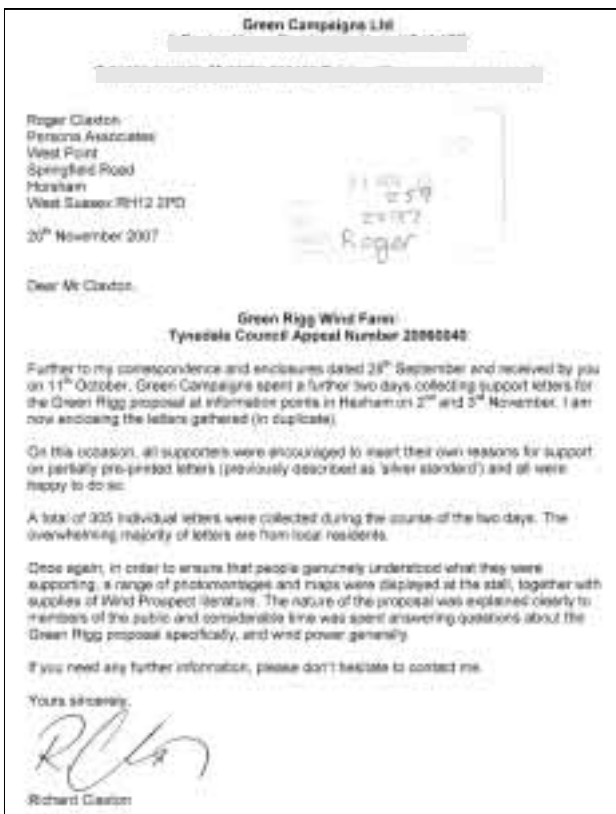 Green Campaigns Ltd
Roger Claxton
Persona Associates
West Point
Springfield Road
Horsham
West Sussex RH12 2PD
20th November 2007
Roger
Dear Mr Claxton,
Green Rigg Wind Farm
Tynedale Council Appeal Number 20060040
Further to my correspondence and enclosures dated 28th September and received by you
on 11th October, Green Campaigns spent a further two days collecting support letters for
the Green Rigg proposal at information points in Hexham on 2nd and 3rd November. I am
now enclosing the letters gathered (in duplicate).
On this occasion, all supporters were encouraged to insert their own reasons for support
on partially pre-printed letters (previously described as 'silver standard') and all were
happy to do so.
A total of 305 individual letters were collected during the course of the two days. The
overwhelming majority of letters are from local residents.
Once again, in order to ensure that people genuinely understood what they were
supporting, a range of photomontages and maps were displayed at the stall, together with
supplies of Wind Prospect literature. The nature of the proposal was explained clearly to
members of the public and considerable time was spent answering questions about the
Green Rigg proposal specifically, and wind power generally.
If you need any further information, please don't hesitate to contact me.
Yours sincerely,
Richard Claxton